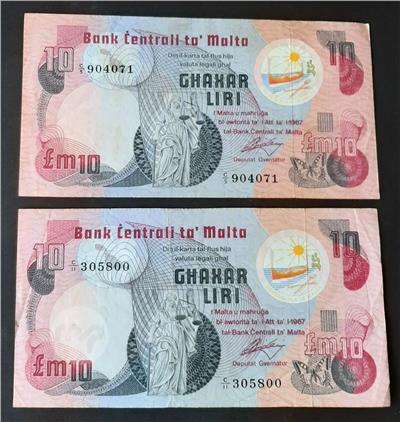 10 Bank Ċentrali ta' Malta 10
Din il-karta tal-flus hija
valuta legali għal
C/5 904071
GĦAXAR
LIRI
f'Malta u maħruġa
bl-awtorità ta' l-Att ta' l-1967
tal-Bank Ċentrali ta' Malta
Deputat Gvernatur
£m10 £m10
C/5 904071
10 Bank Ċentrali ta' Malta 10
Din il-karta tal-flus hija
valuta legali għal
C/11 305800
GĦAXAR
LIRI
f'Malta u maħruġa
bl-awtorità ta' l-Att ta' l-1967
tal-Bank Ċentrali ta' Malta
Deputat Gvernatur
£m10 £m10
C/11 305800